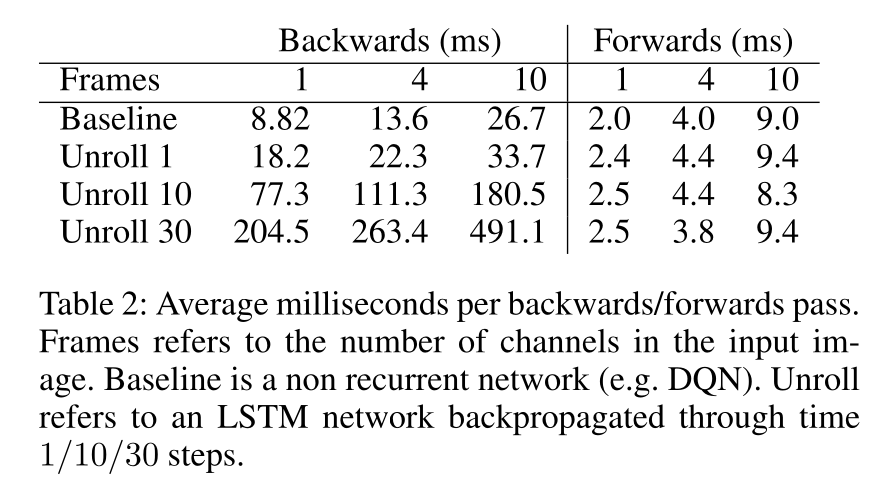 Backwards (ms) Forwards (ms)
Frames 1 4 10 1 4 10
Baseline 8.82 13.6 26.7 2.0 4.0 9.0
Unroll 1 18.2 22.3 33.7 2.4 4.4 9.4
Unroll 10 77.3 111.3 180.5 2.5 4.4 8.3
Unroll 30 204.5 263.4 491.1 2.5 3.8 9.4
Table 2: Average milliseconds per backwards/forwards pass.
Frames refers to the number of channels in the input im-
age. Baseline is a non recurrent network (e.g. DQN). Unroll
refers to an LSTM network backpropagated through time
1/10/30 steps.